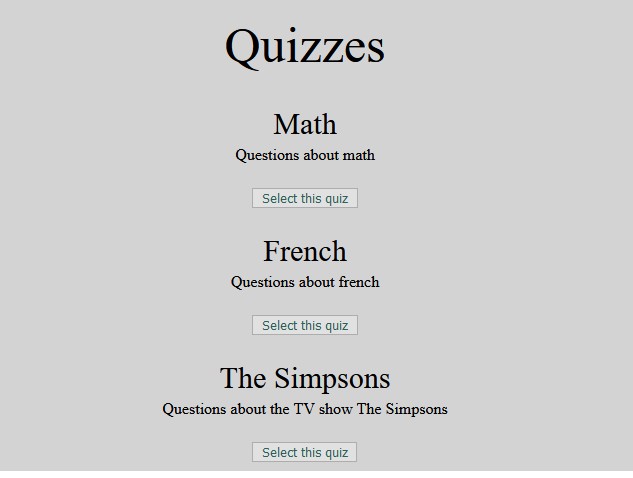 Quizzes
Math
Questions about math
Select this quiz
French
Questions about french
Select this quiz
The Simpsons
Questions about the TV show The Simpsons
Select this quiz